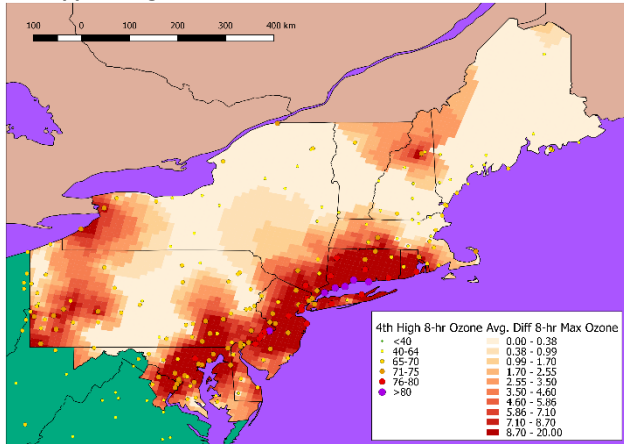 100 0 100 200 300 400 km
4th High 8-hr Ozone Avg. Diff 8-hr Max Ozone
<40 0.00 - 0.38
40-64 0.38 - 0.99
65-70 0.99 - 1.70
71-75 1.70 - 2.55
76-80 2.55 - 3.50
>80 3.50 - 4.60
4.60 - 5.86
5.86 - 7.10
7.10 - 8.70
8.70 - 20.00